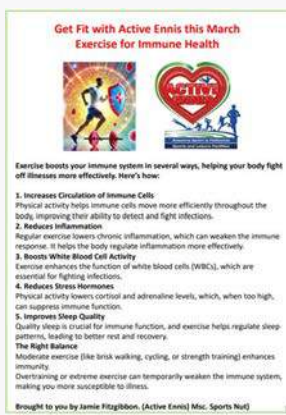 Get Fit with Active Ennis this March
Exercise for Immune Health
ACTIVE
Exercise boosts your immune system in several ways, helping your body fight
off illnesses more effectively. Here's how:
1. Increases Circulation of Immune Cells
Physical activity helps immune cells move more efficiently throughout the
body, improving their ability to detect and fight infections.
2. Reduces Inflammation
Regular exercise lowers chronic inflammation, which can weaken the immune
response. It helps the body regulate inflammation more effectively.
3. Boosts White Blood Cell Activity
Exercise enhances the function of white blood cells (WBCs), which are
essential for fighting infections.
4. Reduces Stress Hormones
Physical activity lowers cortisol and adrenaline levels, which, when too high,
can suppress immune function.
5. Improves Sleep Quality
Quality sleep is crucial for immune function, and exercise helps regulate sleep
patterns, leading to better rest and recovery.
The Right Balance
Moderate exercise (like brisk walking, cycling, or strength training) enhances
immunity.
Overtraining or extreme exercise can temporarily weaken the immune system,
making you more susceptible to illness.
Brought to you by Jamie Fitzgibbon. (Active Ennis) Msc. Sports Nut)